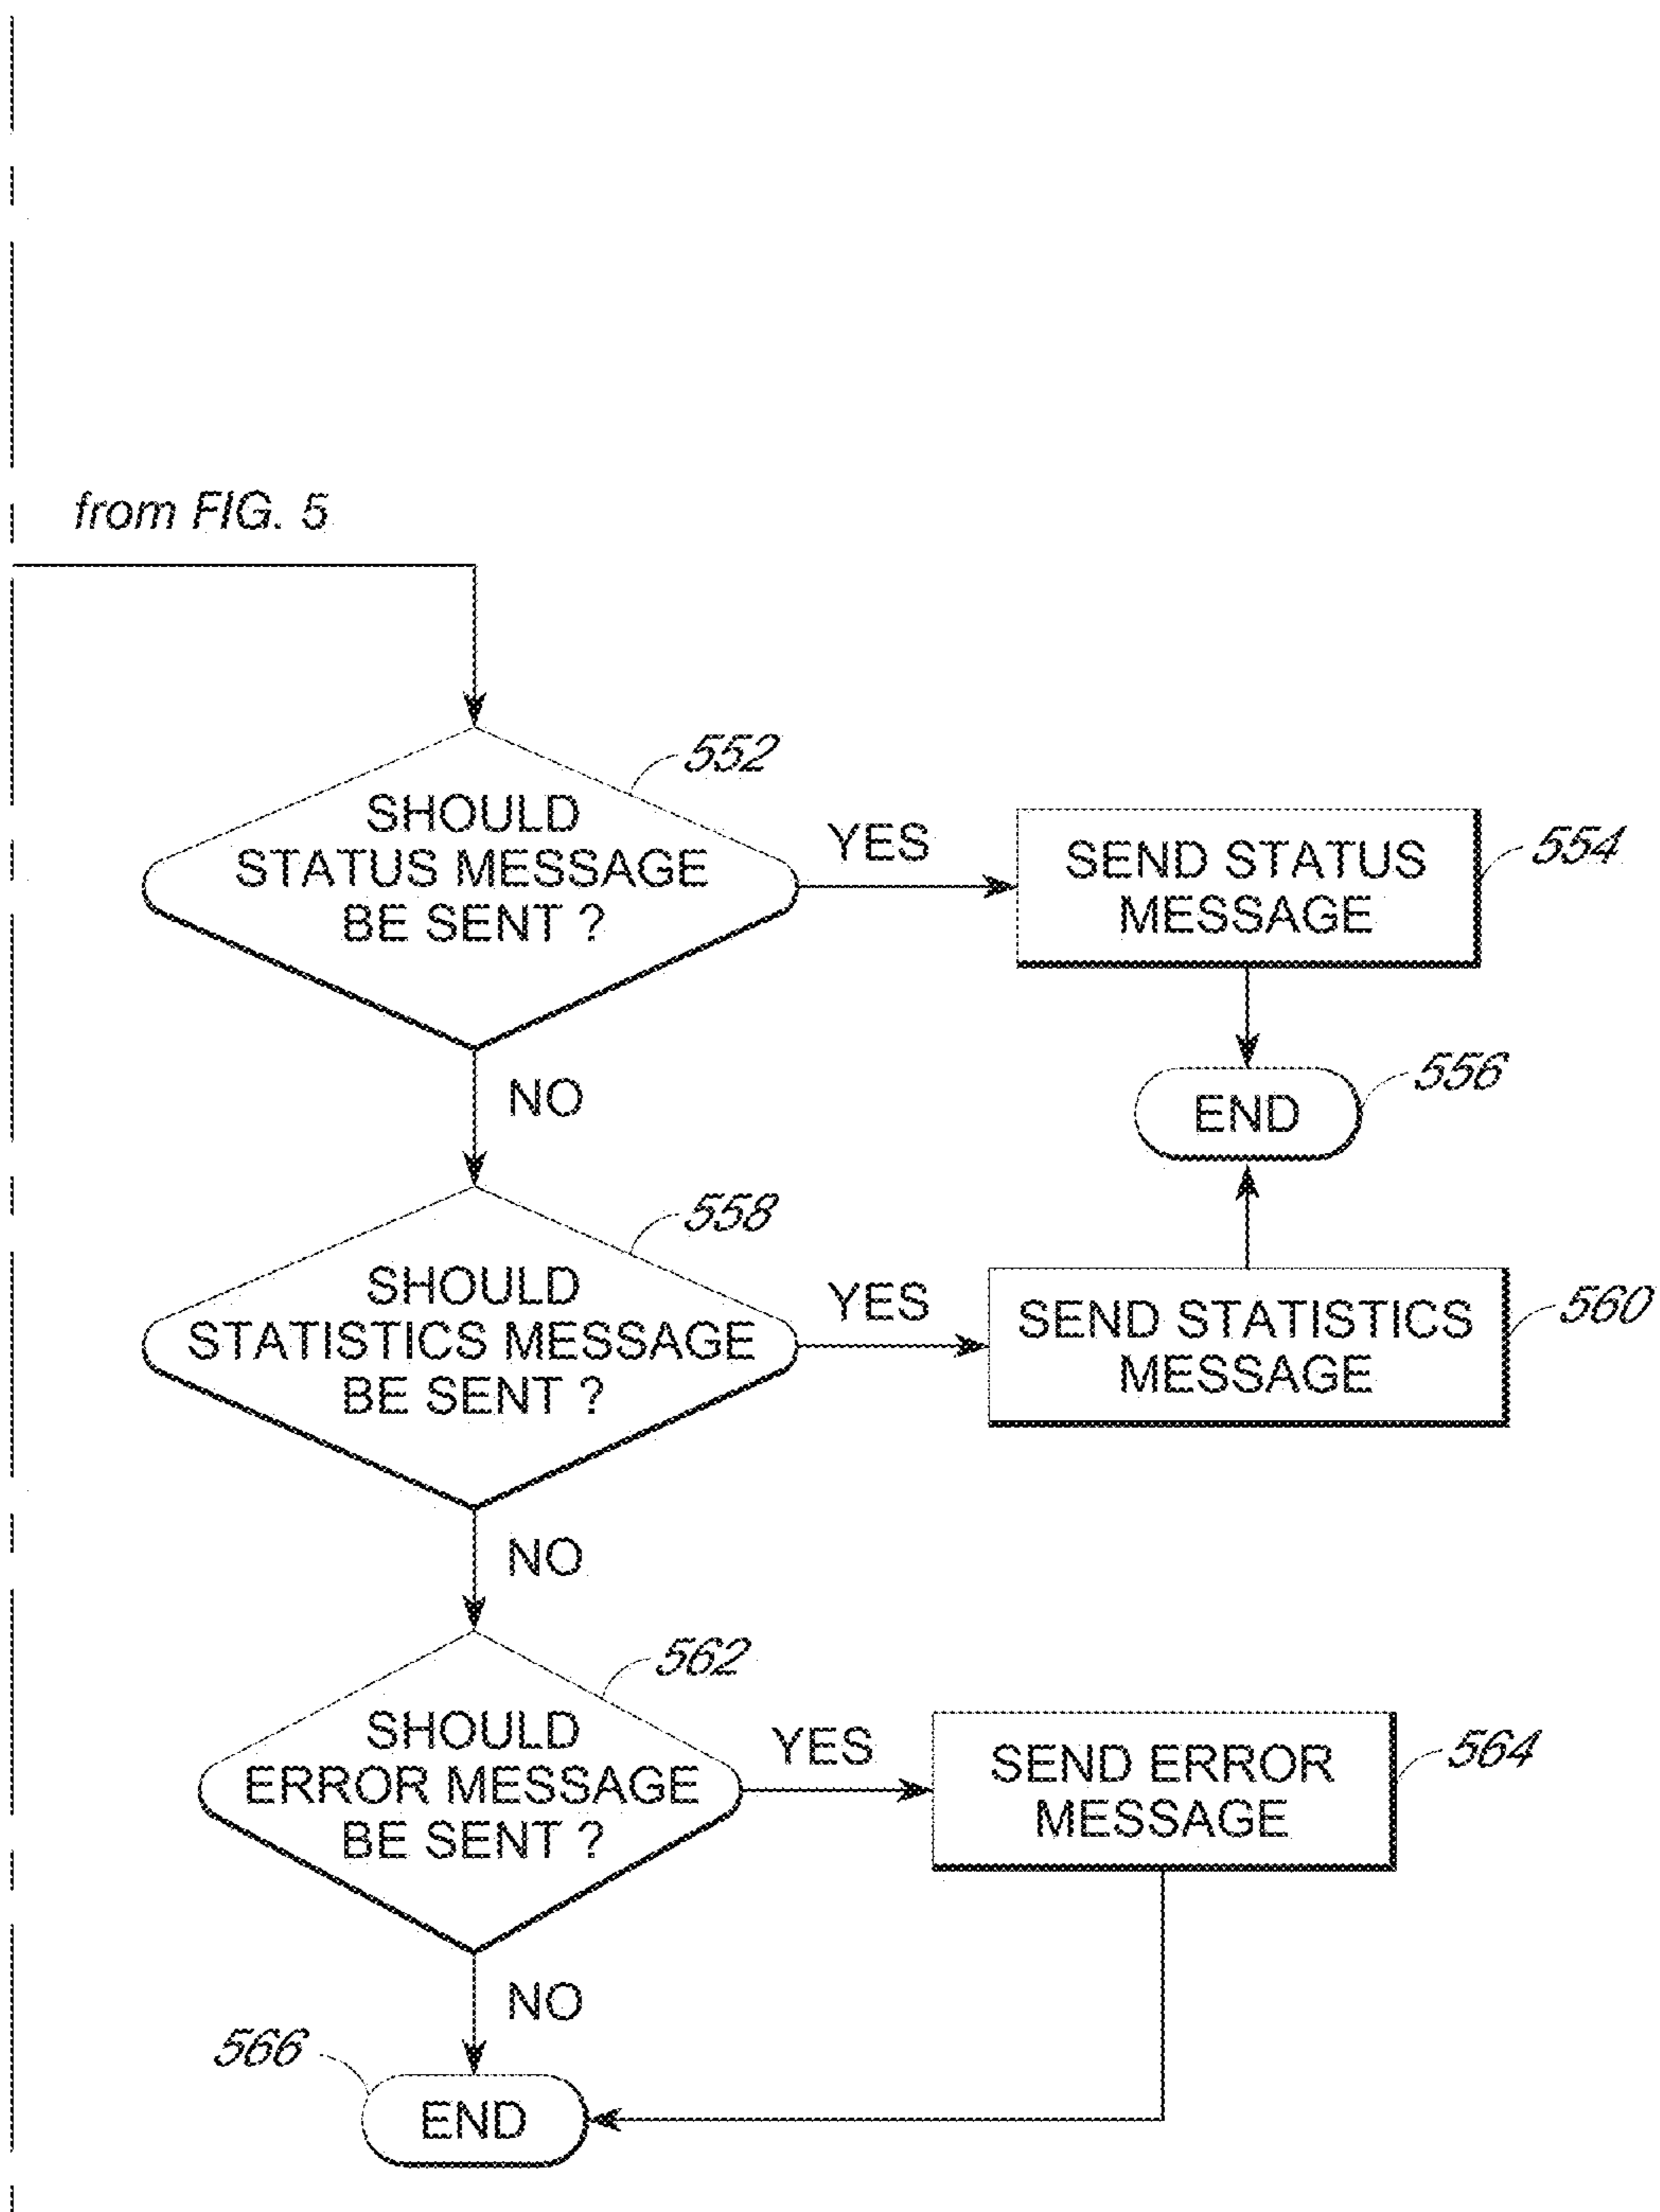 from FIG. 5
552
SHOULD
STATUS MESSAGE
BE SENT ?
YES
SEND STATUS
MESSAGE
554
NO
END
556
558
SHOULD
STATISTICS MESSAGE
BE SENT ?
YES
SEND STATISTICS
MESSAGE
560
NO
562
SHOULD
ERROR MESSAGE
BE SENT ?
YES
SEND ERROR
MESSAGE
564
NO
566
END